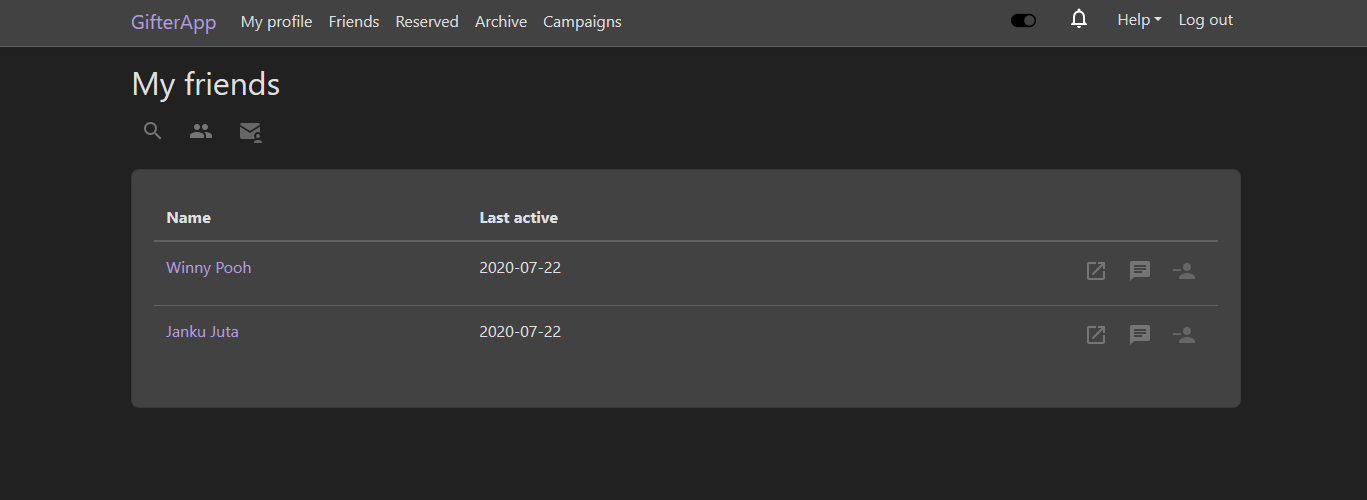 GifterApp My profile Friends Reserved Archive Campaigns Help Log out
My friends
Name Last active
Winny Pooh 2020-07-22
Janku Juta 2020-07-22